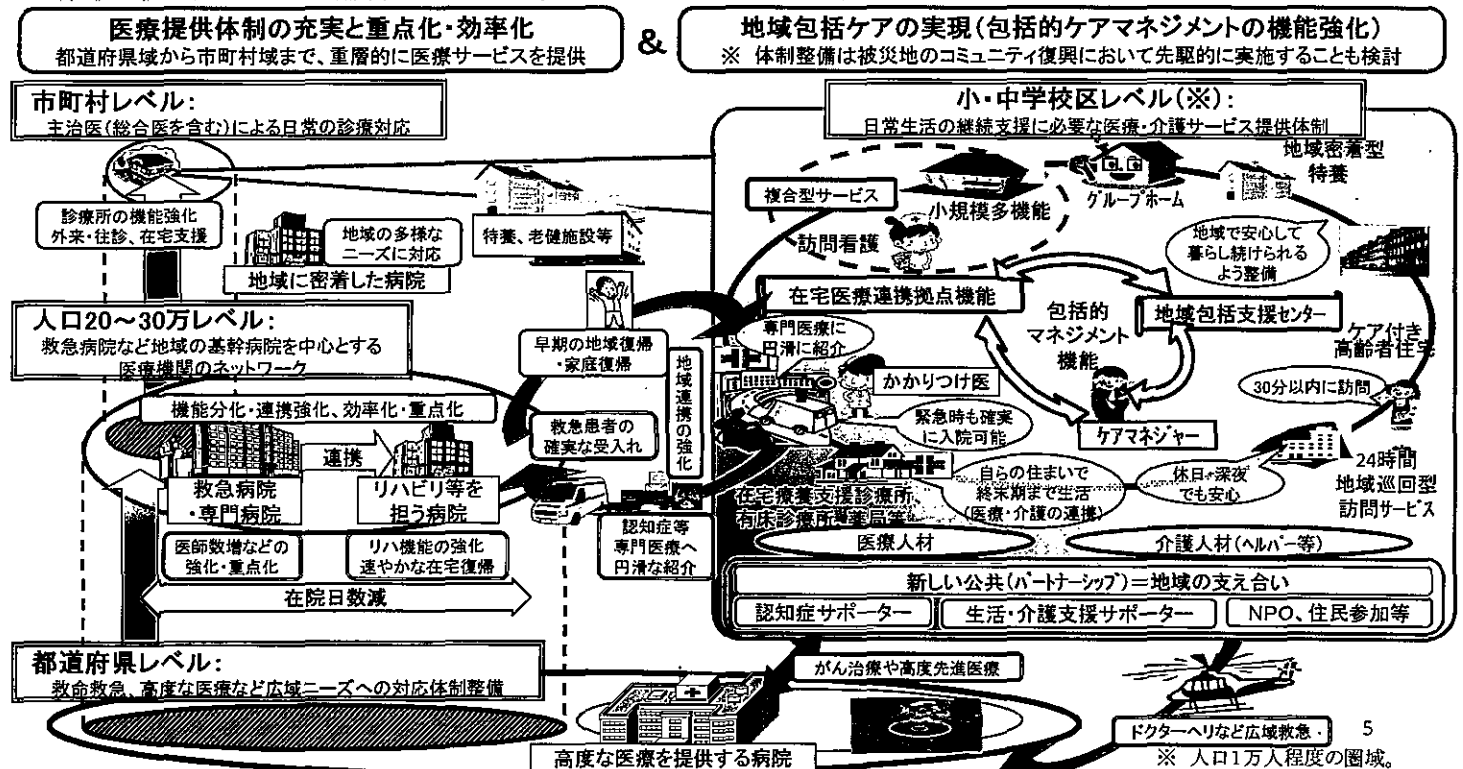 医療提供体制の充実と重点化・効率化
都道府県域から市町村域まで、重層的に医療サービスを提供
&
地域包括ケアの実現(包括的ケアマネジメントの機能強化)
※ 体制整備は被災地のコミュニティ復興において先駆的に実施することも検討
市町村レベル:
主治医(総合医を含む)による日常の診療対応
診療所の機能強化
外来・往診、在宅支援
地域の多様な
ニーズに対応
地域に密着した病院
特養、老健施設等
人口20~30万レベル:
救急病院など地域の基幹病院を中心とする
医療機関のネットワーク
早期の地域復帰
・家庭復帰
機能分化・連携強化、効率化・重点化
連携
救急病院
・専門病院
リハビリ等を
担う病院
救急患者の
確実な受入れ
地域連携の強化
医師数増などの
強化・重点化
リハ機能の強化
速やかな在宅復帰
認知症等
専門医療へ
円滑な紹介
在院日数減
小・中学校区レベル(※):
日常生活の継続支援に必要な医療・介護サービス提供体制
複合型サービス
小規模多機能
訪問看護
グループホーム
地域密着型
特養
地域で安心して
暮らし続けられる
よう整備
在宅医療連携拠点機能
包括的
マネジメント
機能
地域包括支援センター
ケア付き
高齢者住宅
専門医療に
円滑に紹介
かかりつけ医
緊急時も確実
に入院可能
ケアマネジャー
30分以内に訪問
在宅療養支援診療所、
有床診療所・薬局等
自らの住まいで
終末期まで生活
(医療・介護の連携)
休日・深夜
でも安心
24時間
地域巡回型
訪問サービス
医療人材
介護人材(ヘルパー等)
新しい公共(パートナーシップ)=地域の支え合い
認知症サポーター
生活・介護支援サポーター
NPO、住民参加等
都道府県レベル:
救命救急、高度な医療など広域ニーズへの対応体制整備
がん治療や高度先進医療
高度な医療を提供する病院
ドクターヘリなど広域救急
5
※ 人口1万人程度の圏域。